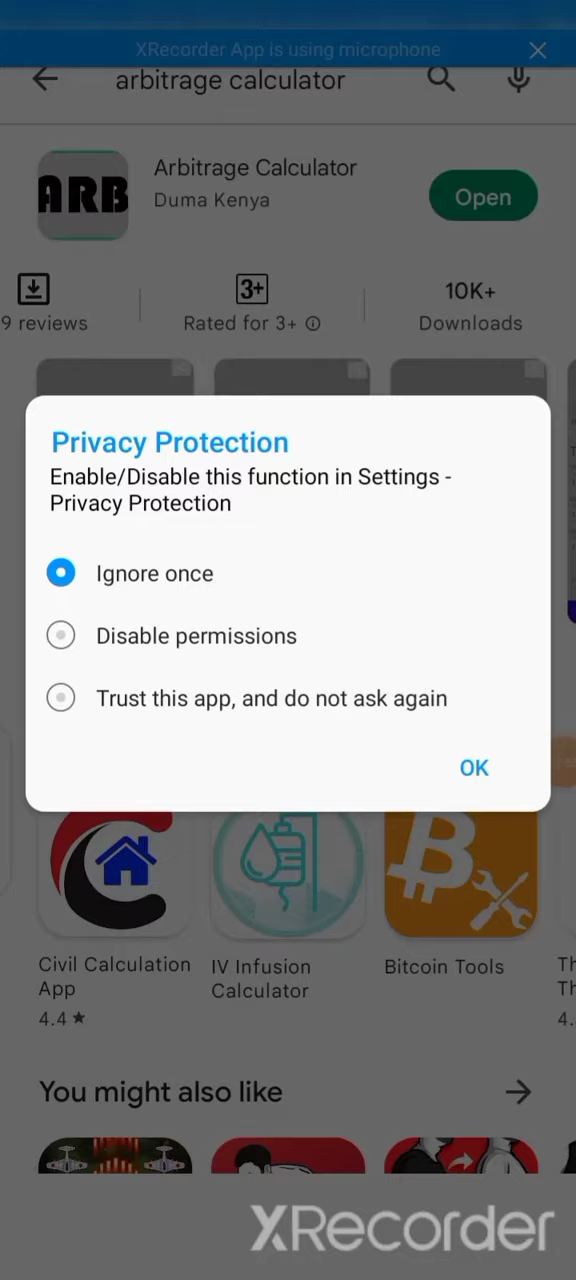 XRecorder App is using microphone
arbitrage calculator
ARB
Arbitrage Calculator
Duma Kenya
Open
3+
10K+
9 reviews
Rated for 3+
Downloads
Privacy Protection
Enable/Disable this function in Settings -
Privacy Protection
Ignore once
Disable permissions
Trust this app, and do not ask again
OK
Civil Calculation
App
4.4★
IV Infusion
Calculator
Bitcoin Tools
Th
Th
4.
You might also like
XRecorder